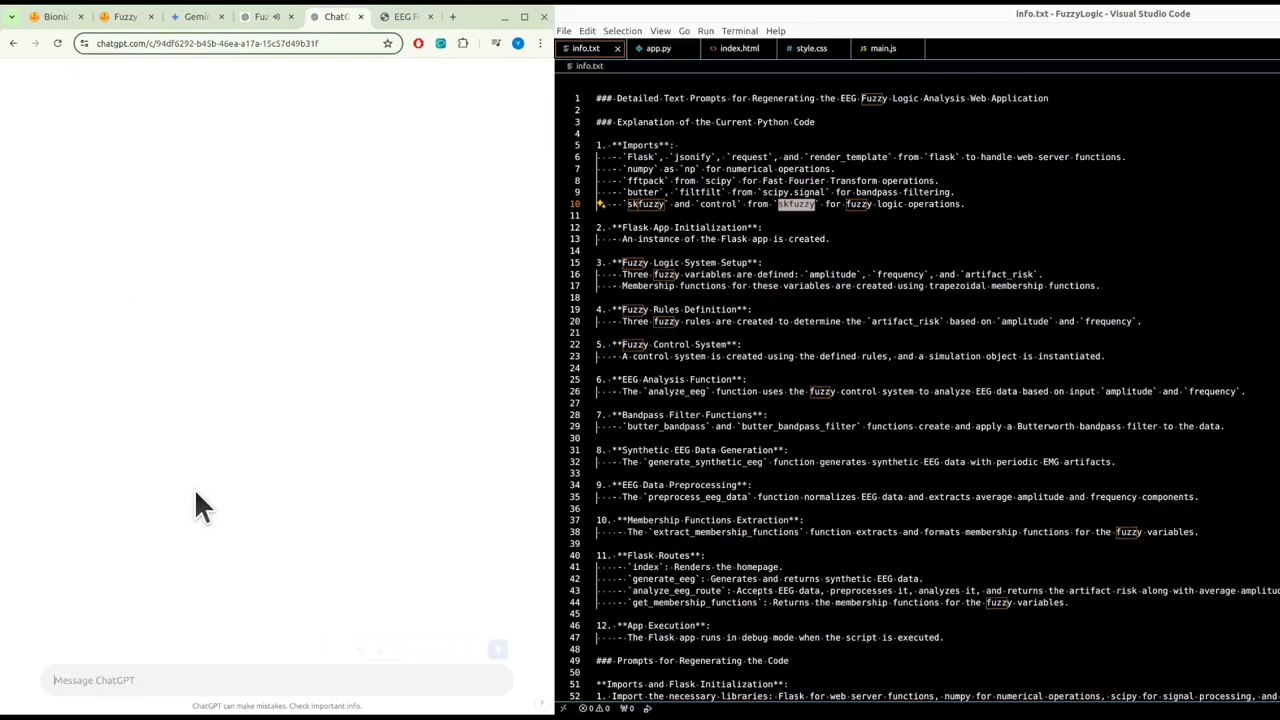 Bionic
Fuzzy
Gemin
Fuz
ChatG
EEG F
chatgpt.com/c/94df6292-b45b-46ea-a17a-15c57d49b31f
Y
Message ChatGPT
?
ChatGPT can make mistakes. Check important info.
info.txt - FuzzyLogic - Visual Studio Code
File Edit Selection View Go Run Terminal Help
info.txt
app.py
index.html
style.css
main.js
info.txt
1 ### Detailed Text Prompts for Regenerating the EEG Fuzzy Logic Analysis Web Application
2
3 ### Explanation of the Current Python Code
4
5 1. **Imports**:
6 - `Flask`, `jsonify`, `request`, and `render_template` from `flask` to handle web server functions.
7 - `numpy` as `np` for numerical operations.
8 - `fftpack` from `scipy` for Fast Fourier Transform operations.
9 - `butter`, `filtfilt` from `scipy.signal` for bandpass filtering.
10 - `skfuzzy` and `control` from `skfuzzy` for fuzzy logic operations.
11
12 2. **Flask App Initialization**:
13 - An instance of the Flask app is created.
14
15 3. **Fuzzy Logic System Setup**:
16 - Three fuzzy variables are defined: `amplitude`, `frequency`, and `artifact_risk`.
17 - Membership functions for these variables are created using trapezoidal membership functions.
18
19 4. **Fuzzy Rules Definition**:
20 - Three fuzzy rules are created to determine the `artifact_risk` based on `amplitude` and `frequency`.
21
22 5. **Fuzzy Control System**:
23 - A control system is created using the defined rules, and a simulation object is instantiated.
24
25 6. **EEG Analysis Function**:
26 - The `analyze_eeg` function uses the fuzzy control system to analyze EEG data based on input `amplitude` and `frequency`.
27
28 7. **Bandpass Filter Functions**:
29 - `butter_bandpass` and `butter_bandpass_filter` functions create and apply a Butterworth bandpass filter to the data.
30
31 8. **Synthetic EEG Data Generation**:
32 - The `generate_synthetic_eeg` function generates synthetic EEG data with periodic EMG artifacts.
33
34 9. **EEG Data Preprocessing**:
35 - The `preprocess_eeg_data` function normalizes EEG data and extracts average amplitude and frequency components.
36
37 10. **Membership Functions Extraction**:
38 - The `extract_membership_functions` function extracts and formats membership functions for the fuzzy variables.
39
40 11. **Flask Routes**:
41 - `index`: Renders the homepage.
42 - `generate_eeg`: Generates and returns synthetic EEG data.
43 - `analyze_eeg_route`: Accepts EEG data, preprocesses it, analyzes it, and returns the artifact risk along with average amplitud
44 - `get_membership_functions`: Returns the membership functions for the fuzzy variables.
45
46 12. **App Execution**:
47 - The Flask app runs in debug mode when the script is executed.
48
49 ### Prompts for Regenerating the Code
50
51 **Imports and Flask Initialization**:
52 1. Import the necessary libraries: Flask for web server functions, numpy for numerical operations, scipy for signal processing, and
0 0 0